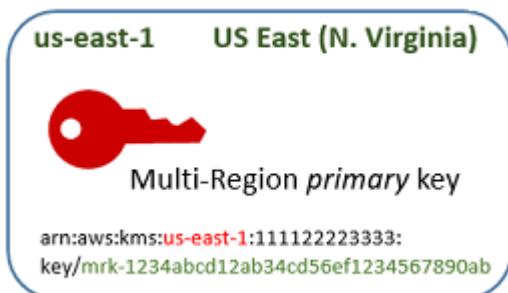 us-east-1 US East (N. Virginia)
Multi-Region primary key
arn:aws:kms:us-east-1:111122223333:
key/mrk-1234abcd12ab34cd56ef1234567890ab